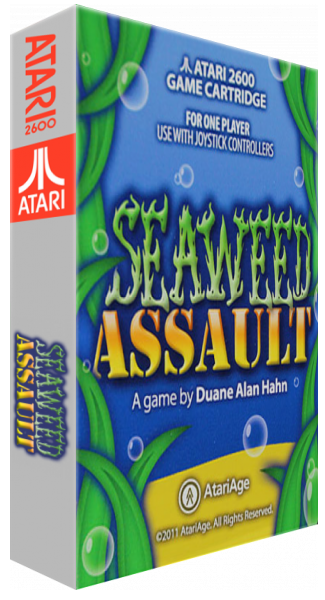 ATARI
2600
ATARI
SEAWEED
ASSAULT
ATARI 2600
GAME CARTRIDGE
FOR ONE PLAYER
USE WITH JOYSTICK CONTROLLERS
SEAWEED
ASSAULT
A game by Duane Alan Hahn
AtariAge
©2011 AtariAge. All Rights Reserved.